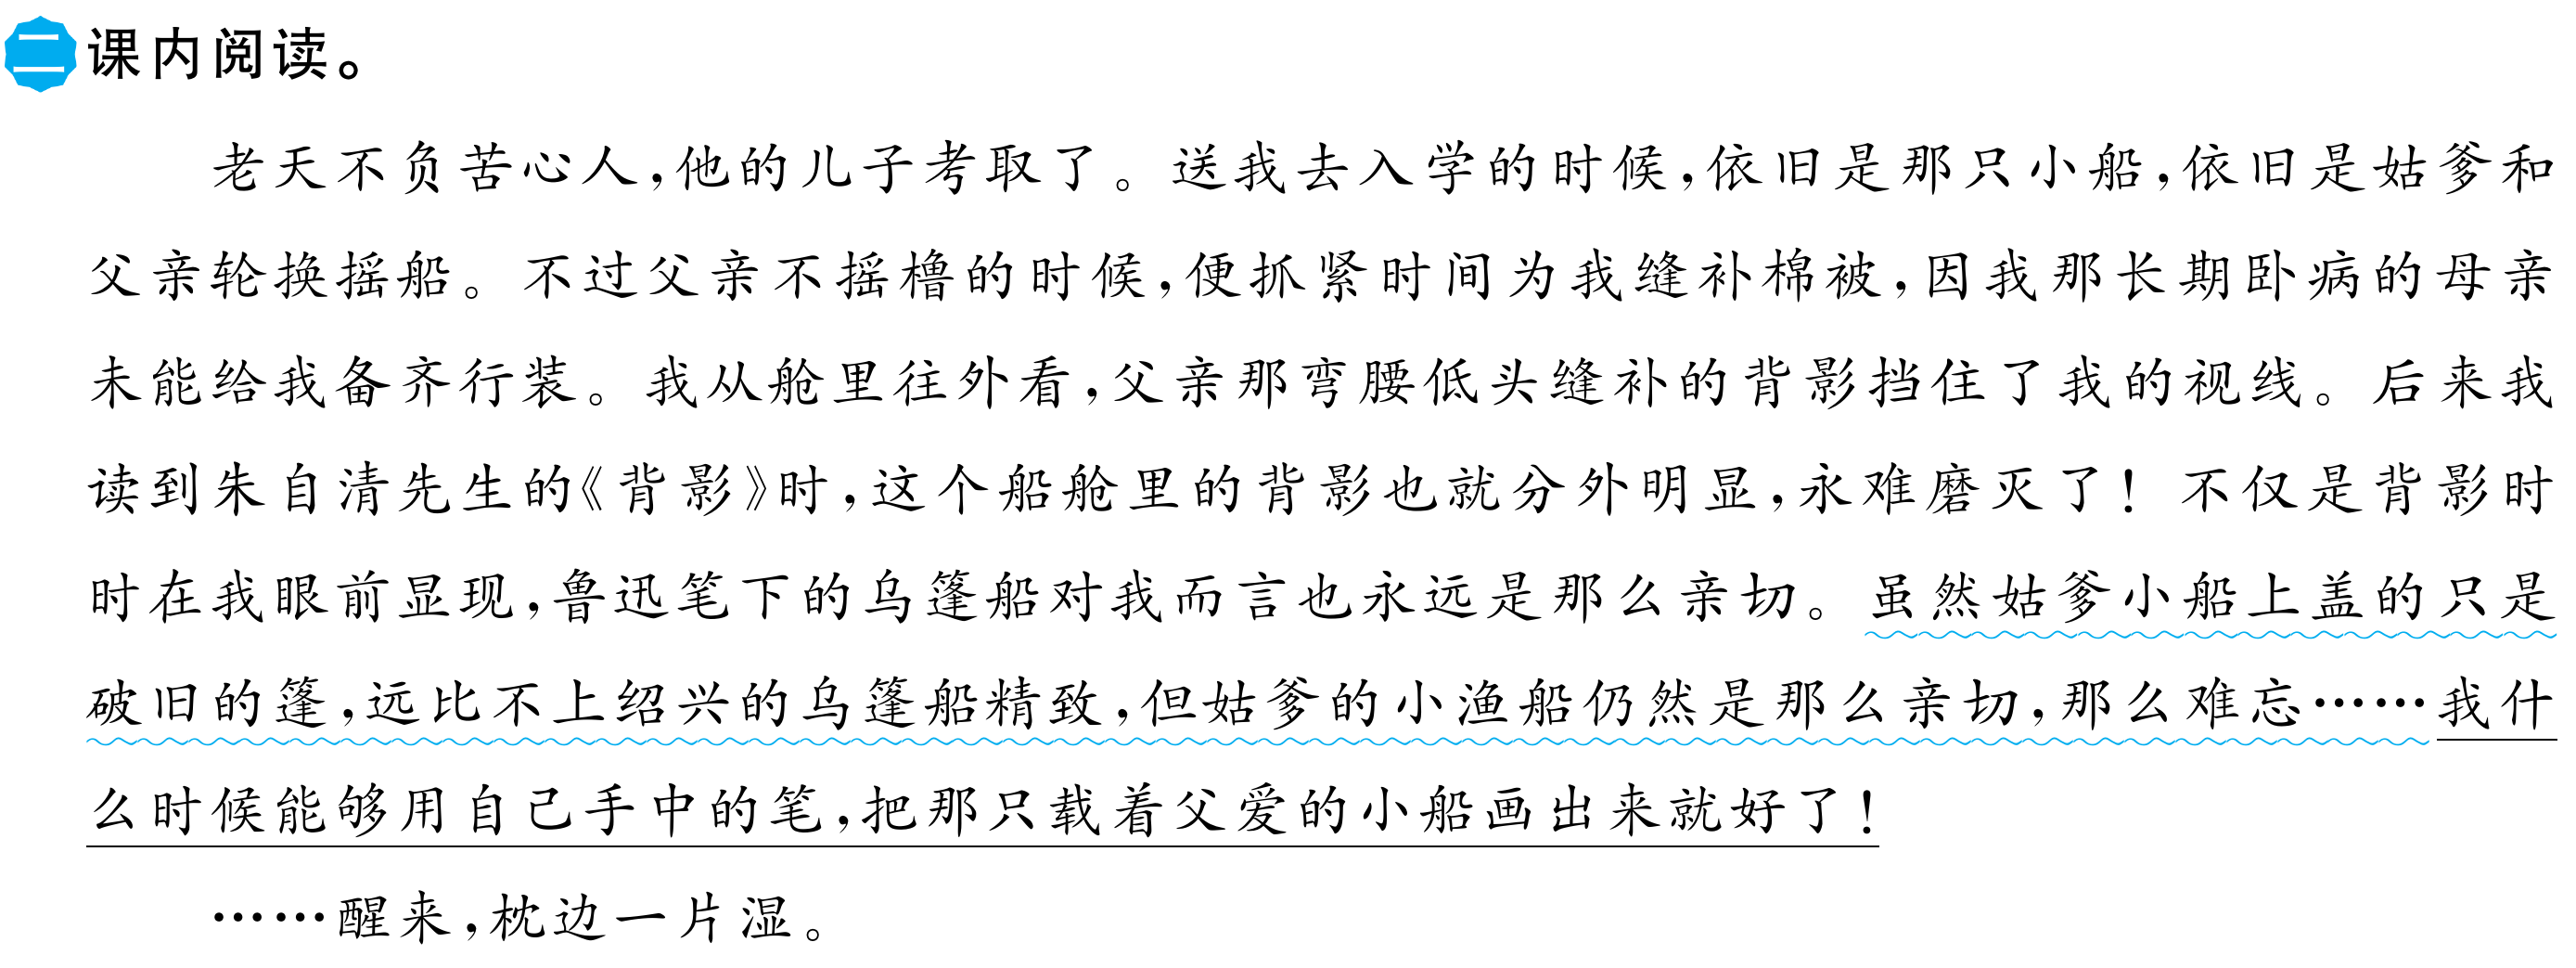 二 课内阅读。
老天不负苦心人,他的儿子考取了。送我去入学的时候,依旧是那只小船,依旧是姑爹和
父亲轮换摇船。不过父亲不摇橹的时候,便抓紧时间为我缝补棉被,因我那长期卧病的母亲
未能给我备齐行装。我从舱里往外看,父亲那弯腰低头缝补的背影挡住了我的视线。后来我
读到朱自清先生的《背影》时,这个船舱里的背影也就分外明显,永难磨灭了!不仅是背影时
时在我眼前显现,鲁迅笔下的乌篷船对我而言也永远是那么亲切。虽然姑爹小船上盖的只是
破旧的篷,远比不上绍兴的乌篷船精致,但姑爹的小渔船仍然是那么亲切,那么难忘……我什
么时候能够用自己手中的笔,把那只载着父爱的小船画出来就好了!
……醒来,枕边一片湿。